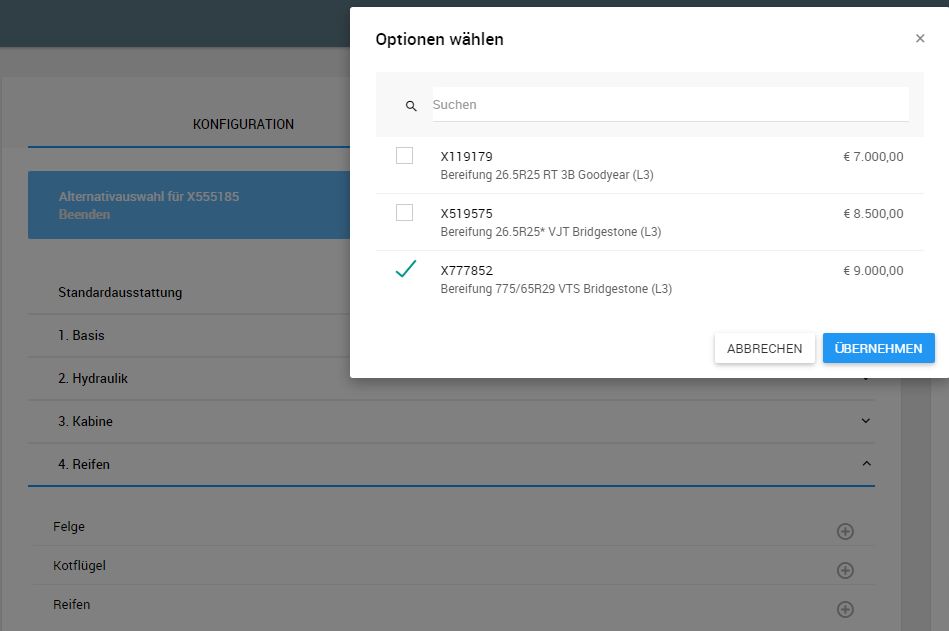 Optionen wählen
Suchen
X119179 € 7.000,00
Bereifung 26.5R25 RT 3B Goodyear (L3)
X519575 € 8.500,00
Bereifung 26.5R25* VJT Bridgestone (L3)
X777852 € 9.000,00
Bereifung 775/65R29 VTS Bridgestone (L3)
ABBRECHEN ÜBERNEHMEN
KONFIGURATION
Alternativauswahl für X555185
Beenden
Standardausstattung
1. Basis
2. Hydraulik
3. Kabine
4. Reifen
Felge
Kotflügel
Reifen